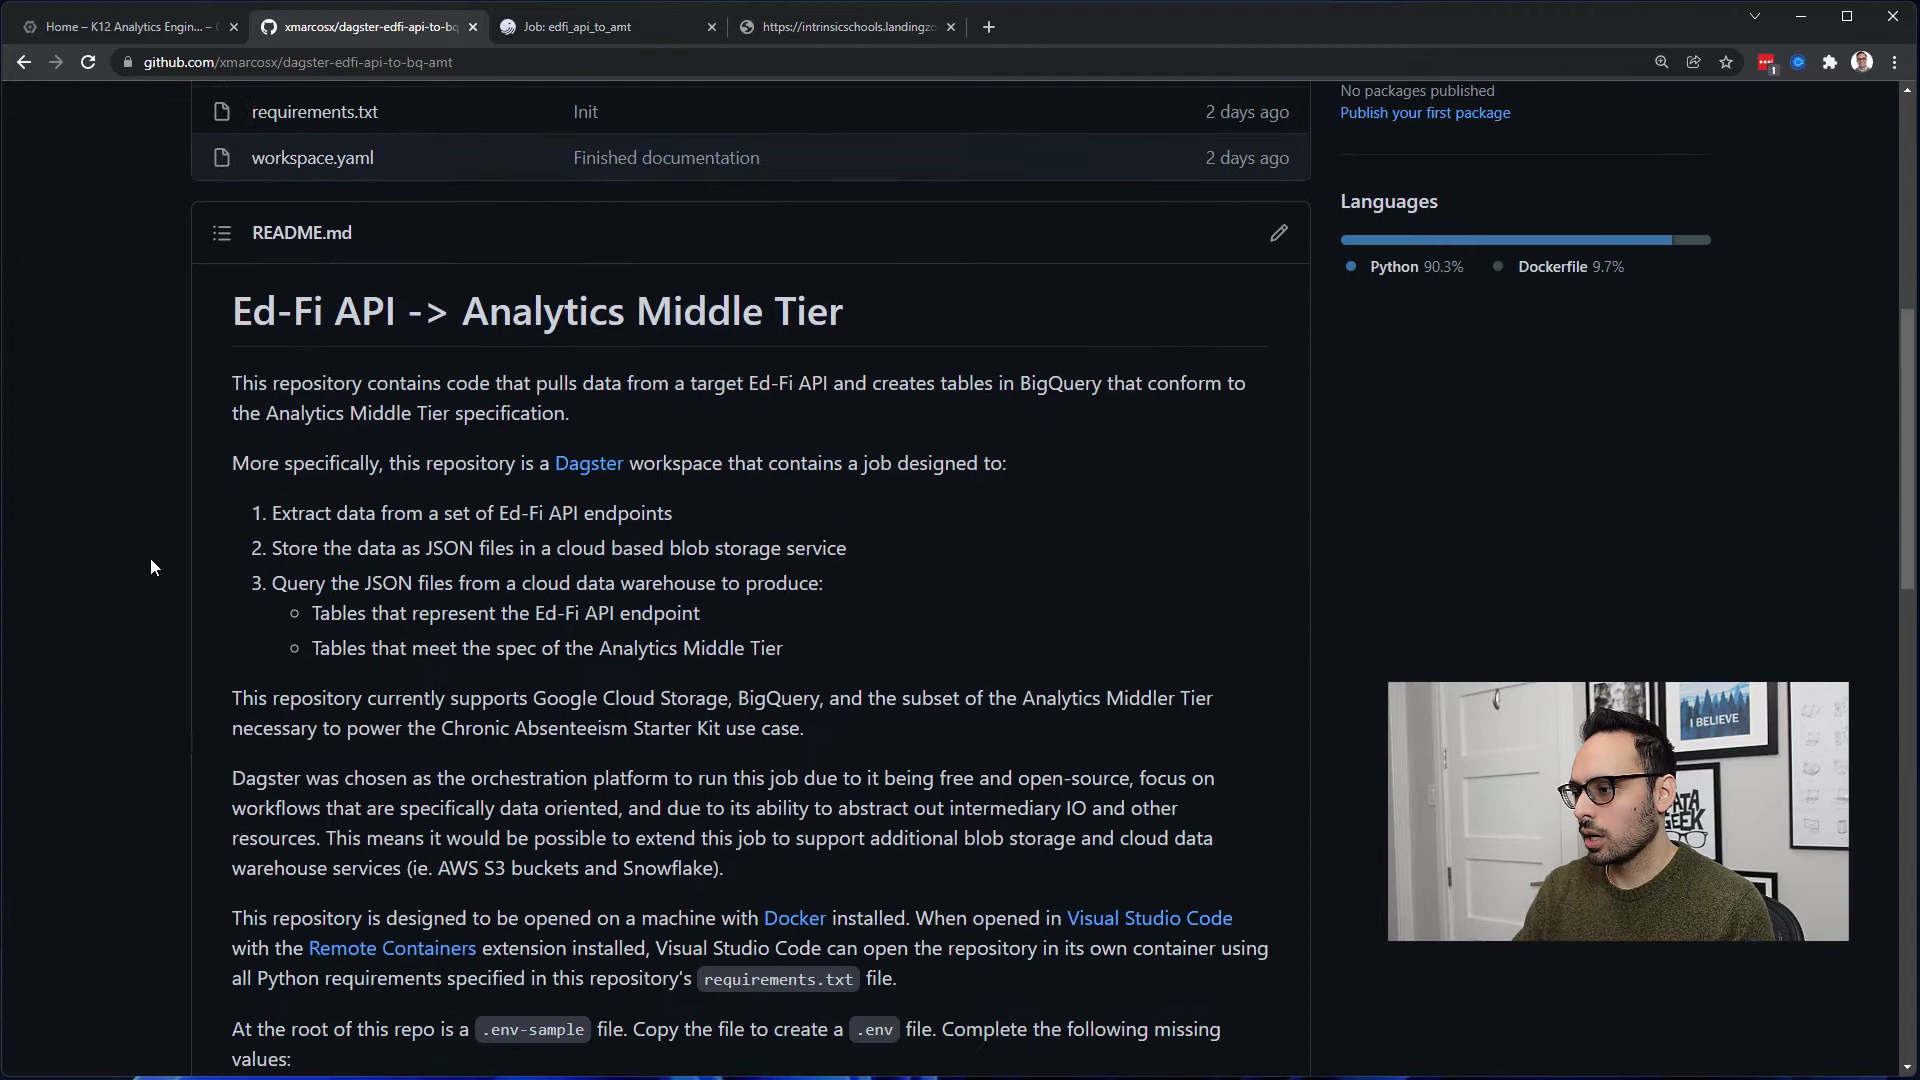 Home – K12 Analytics Engin... –
xmarcosx/dagster-edfi-api-to-bq
Job: edfi_api_to_amt
https://intrinsicschools.landingzo
github.com/xmarcosx/dagster-edfi-api-to-bq-amt
1
requirements.txt Init 2 days ago
workspace.yaml Finished documentation 2 days ago
No packages published
Publish your first package
Languages
Python 90.3% Dockerfile 9.7%
README.md
Ed-Fi API -> Analytics Middle Tier
This repository contains code that pulls data from a target Ed-Fi API and creates tables in BigQuery that conform to
the Analytics Middle Tier specification.
More specifically, this repository is a Dagster workspace that contains a job designed to:
1. Extract data from a set of Ed-Fi API endpoints
2. Store the data as JSON files in a cloud based blob storage service
3. Query the JSON files from a cloud data warehouse to produce:
Tables that represent the Ed-Fi API endpoint
Tables that meet the spec of the Analytics Middle Tier
This repository currently supports Google Cloud Storage, BigQuery, and the subset of the Analytics Middler Tier
necessary to power the Chronic Absenteeism Starter Kit use case.
Dagster was chosen as the orchestration platform to run this job due to it being free and open-source, focus on
workflows that are specifically data oriented, and due to its ability to abstract out intermediary IO and other
resources. This means it would be possible to extend this job to support additional blob storage and cloud data
warehouse services (ie. AWS S3 buckets and Snowflake).
This repository is designed to be opened on a machine with Docker installed. When opened in Visual Studio Code
with the Remote Containers extension installed, Visual Studio Code can open the repository in its own container using
all Python requirements specified in this repository's requirements.txt file.
At the root of this repo is a .env-sample file. Copy the file to create a .env file. Complete the following missing
values:
I BELIEVE
GEEK